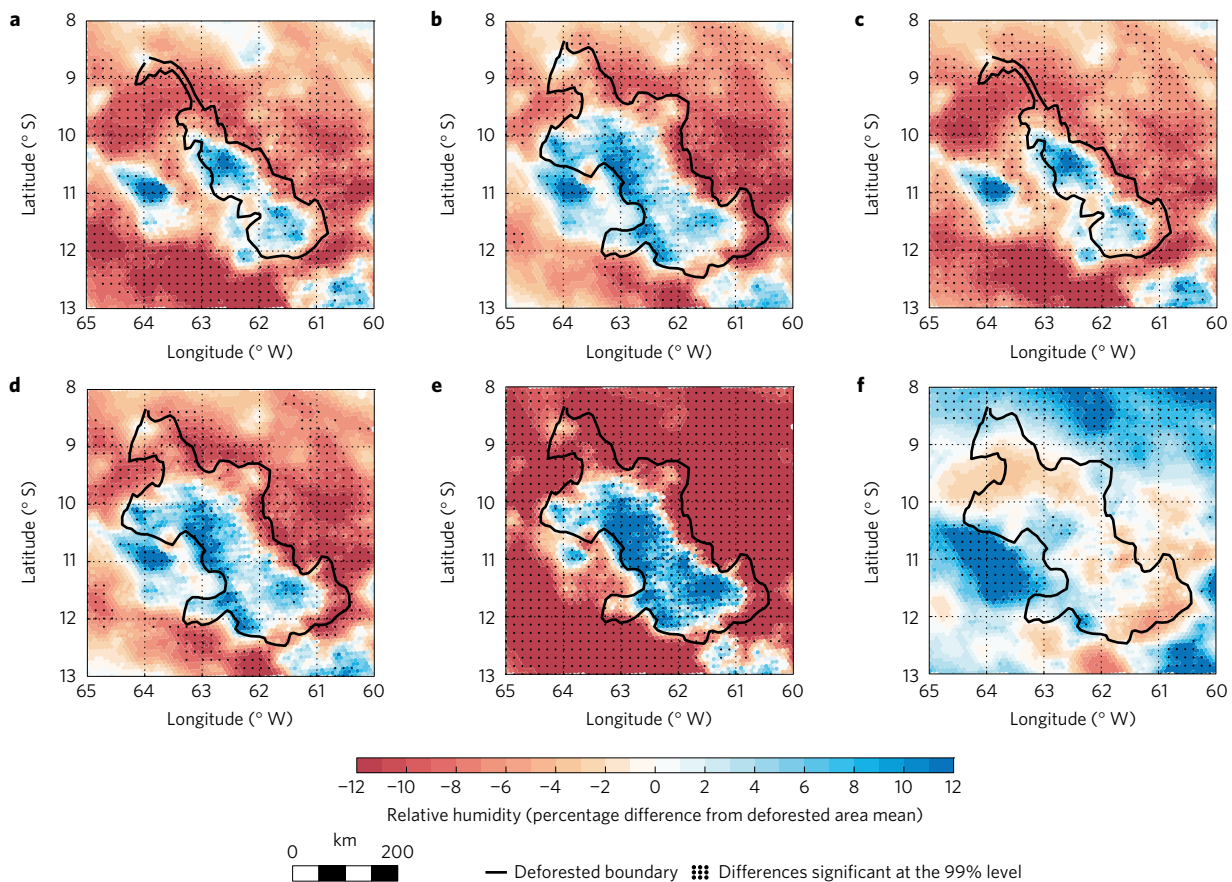 a b c
8 8 8
9 9 9
10 10 10
11 11 11
12 12 12
13 13 13
Latitude (° S) Latitude (° S) Latitude (° S)
65 64 63 62 61 60 65 64 63 62 61 60 65 64 63 62 61 60
Longitude (° W) Longitude (° W) Longitude (° W)
d e f
8 8 8
9 9 9
10 10 10
11 11 11
12 12 12
13 13 13
Latitude (° S) Latitude (° S) Latitude (° S)
65 64 63 62 61 60 65 64 63 62 61 60 65 64 63 62 61 60
Longitude (° W) Longitude (° W) Longitude (° W)
−12 −10 −8 −6 −4 −2 0 2 4 6 8 10 12
Relative humidity (percentage difference from deforested area mean)
km
0 200
Deforested boundary Differences significant at the 99% level